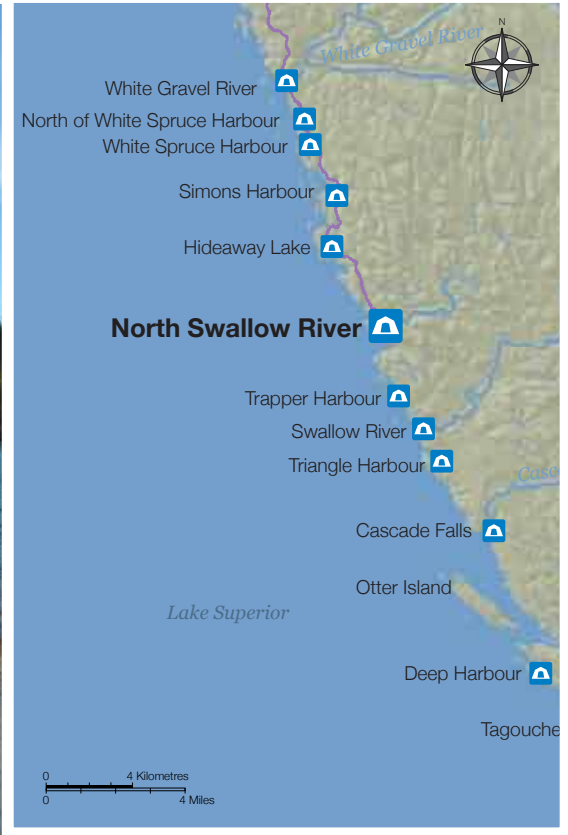 N
White Gravel River
White Gravel River
North of White Spruce Harbour
White Spruce Harbour
Simons Harbour
Hideaway Lake
North Swallow River
Trapper Harbour
Swallow River
Triangle Harbour
Casc
Cascade Falls
Otter Island
Lake Superior
Deep Harbour
Tagouche
0 4 Kilometres
0 4 Miles